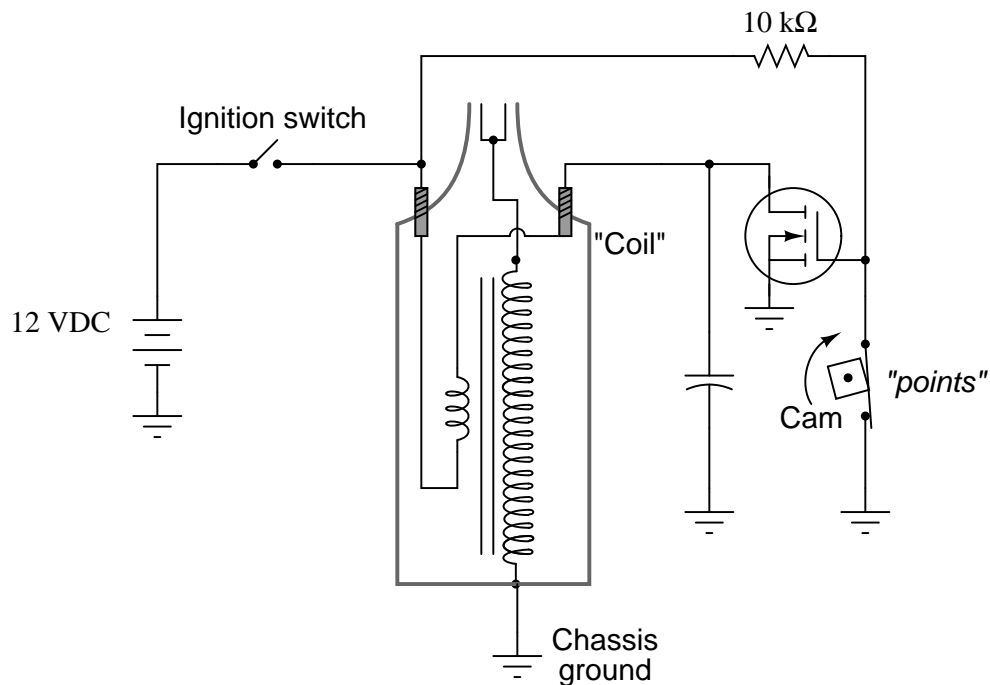 10 kΩ
Ignition switch
"Coil"
12 VDC
"points"
Cam
Chassis
ground